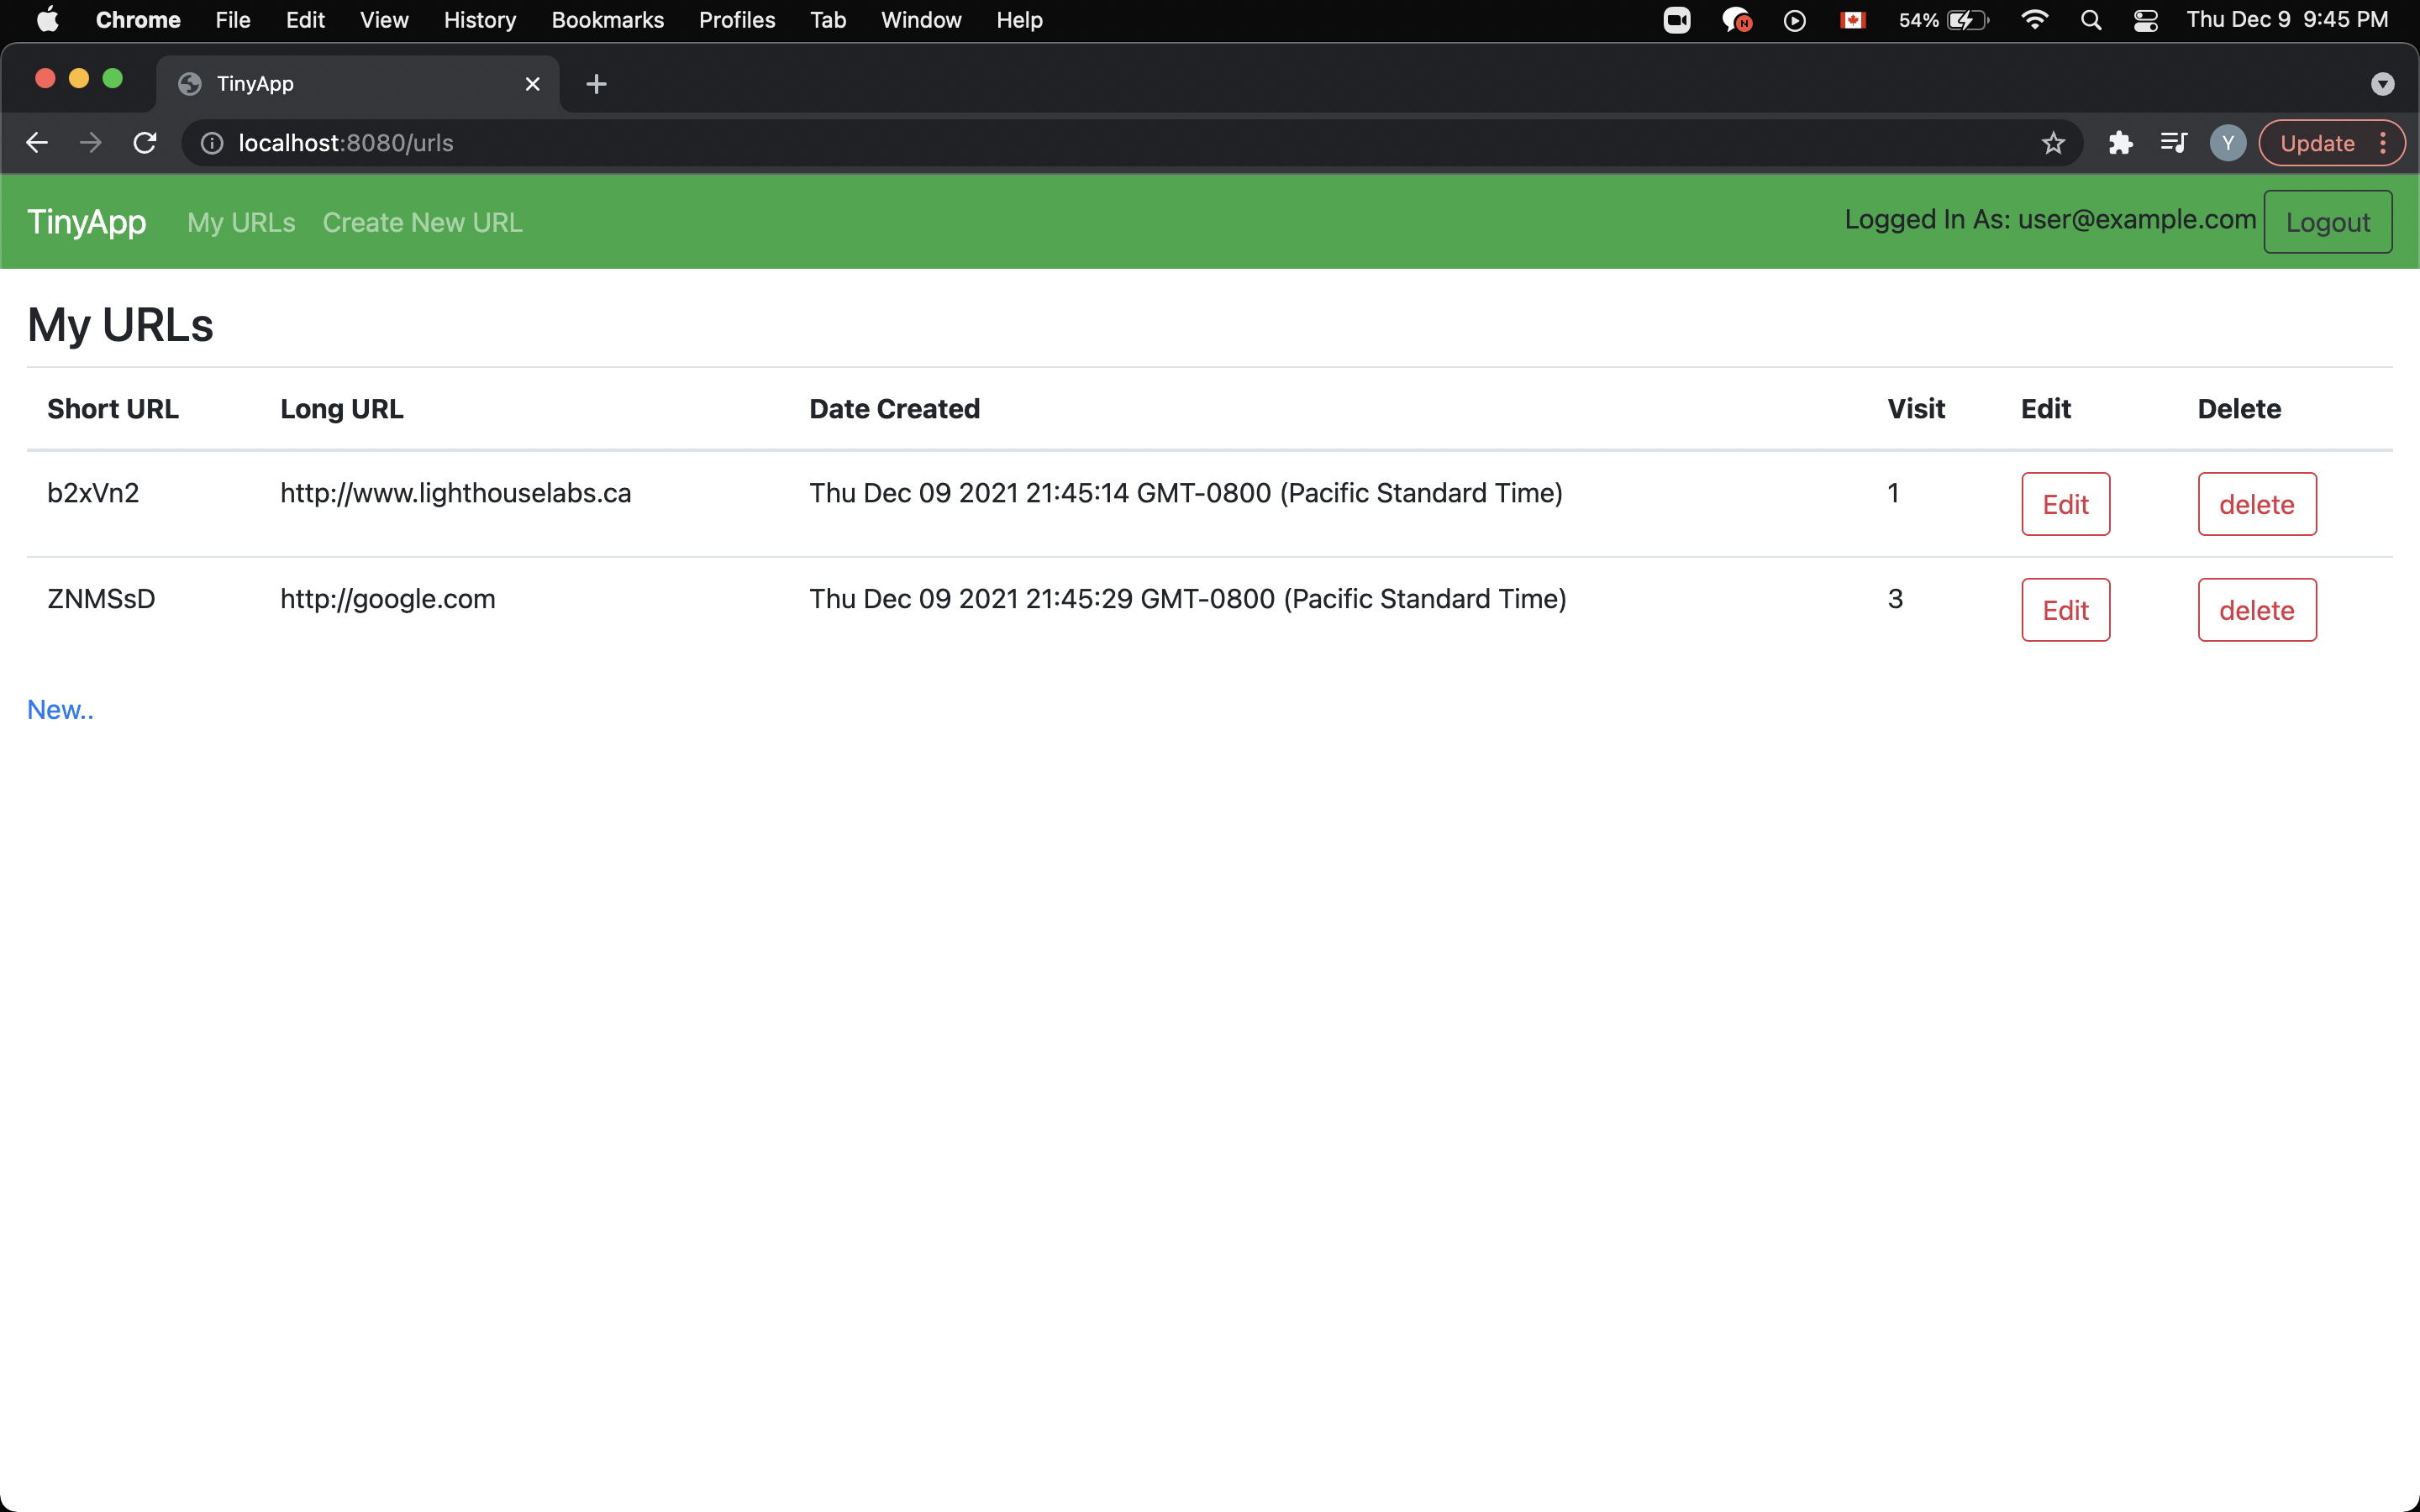 Chrome File Edit View History Bookmarks Profiles Tab Window Help N 54% Thu Dec 9 9:45 PM
TinyApp
localhost:8080/urls Y Update
TinyApp My URLs Create New URL Logged In As: user@example.com Logout
My URLs
Short URL Long URL Date Created Visit Edit Delete
b2xVn2 http://www.lighthouselabs.ca Thu Dec 09 2021 21:45:14 GMT-0800 (Pacific Standard Time) 1 Edit delete
ZNMSsD http://google.com Thu Dec 09 2021 21:45:29 GMT-0800 (Pacific Standard Time) 3 Edit delete
New..